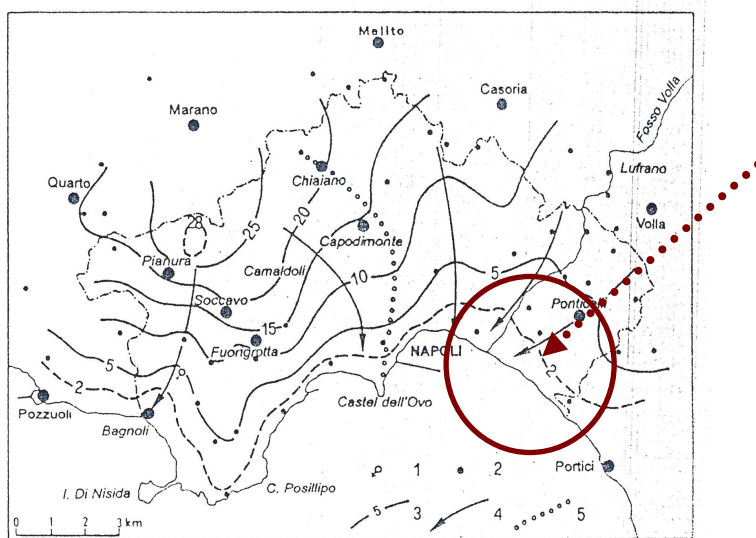 Melito
Marano
Casoria
Fosso Volla
Lufrano
Quarto
Chiaiano
Volla
28
25
20
Capodimonte
Pianura
Camaldoli
10
5
Soccavo
Ponticelli
15
Fuorigrotta
NAPOLI
5
2
2
Castel dell'Ovo
Pozzuoli
Bagnoli
Portici
I. Di Nisida
C. Posillipo
1
2
5
3
4
5
0 1 2 3 km